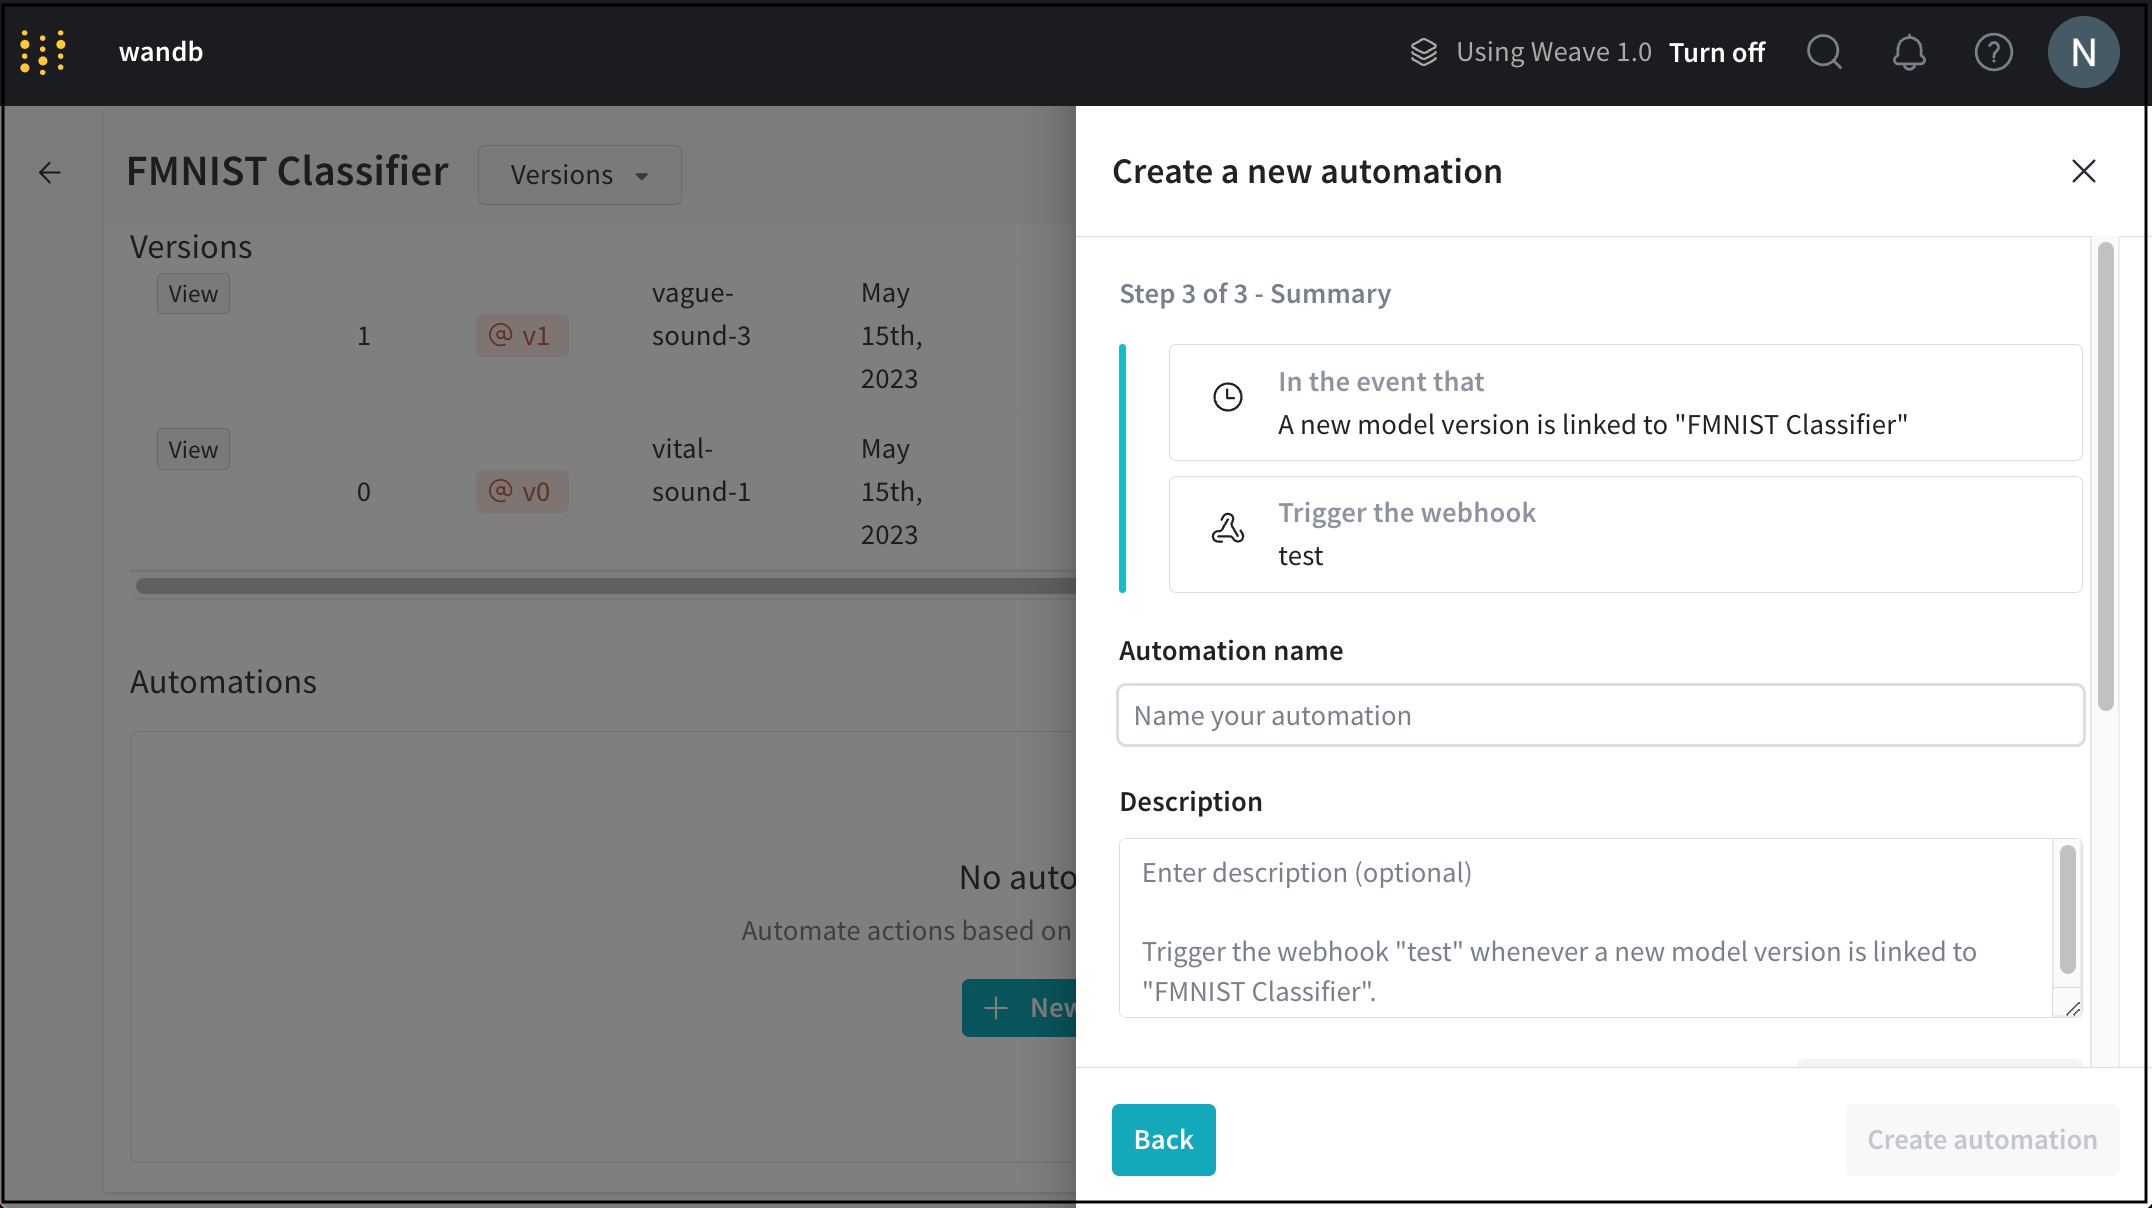 wandb
Using Weave 1.0 Turn off
N
FMNIST Classifier
Versions
Versions
View
1
@ v1
vague-
sound-3
May
15th,
2023
View
0
@ v0
vital-
sound-1
May
15th,
2023
Automations
No auto
Automate actions based on
New
Create a new automation
Step 3 of 3 - Summary
In the event that
A new model version is linked to "FMNIST Classifier"
Trigger the webhook
test
Automation name
Name your automation
Description
Enter description (optional)
Trigger the webhook "test" whenever a new model version is linked to
"FMNIST Classifier".
Back
Create automation